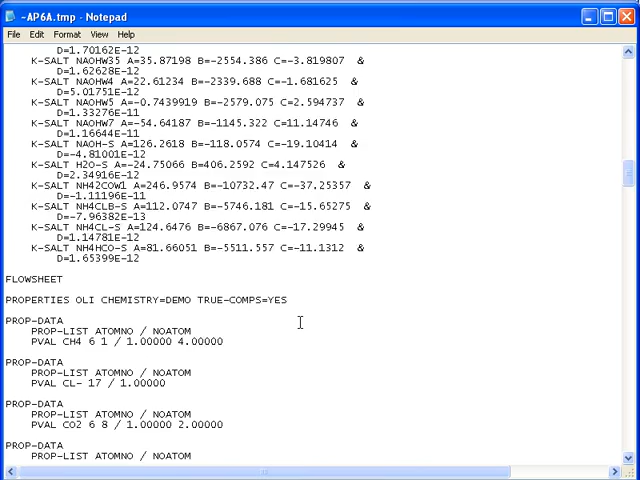 ~AP6A.tmp - Notepad
File Edit Format View Help
D=1.70162E-12
K-SALT NAOHW35 A=35.87198 B=-2554.386 C=-3.819807 &
D=1.62628E-12
K-SALT NAOHW4 A=22.61234 B=-2339.688 C=-1.681625 &
D=5.01751E-12
K-SALT NAOHW5 A=-0.7439919 B=-2579.075 C=2.594737 &
D=1.33276E-11
K-SALT NAOHW7 A=-54.64187 B=-1145.322 C=11.14746 &
D=1.16644E-11
K-SALT NAOH-S A=126.2618 B=-118.0574 C=-19.10414 &
D=-4.81001E-12
K-SALT H2O-S A=-24.75066 B=406.2592 C=4.147526 &
D=2.34916E-12
K-SALT NH42COW1 A=246.9574 B=-10732.47 C=-37.25357 &
D=-1.11196E-11
K-SALT NH4CLB-S A=112.0747 B=-5746.181 C=-15.65275 &
D=-7.96382E-13
K-SALT NH4CL-S A=124.6476 B=-6867.076 C=-17.29945 &
D=1.14781E-12
K-SALT NH4HCO-S A=81.66051 B=-5511.557 C=-11.1312 &
D=1.65399E-12
FLOWSHEET
PROPERTIES OLI CHEMISTRY=DEMO TRUE-COMPS=YES
PROP-DATA
PROP-LIST ATOMNO / NOATOM
PVAL CH4 6 1 / 1.00000 4.00000
PROP-DATA
PROP-LIST ATOMNO / NOATOM
PVAL CL- 17 / 1.00000
PROP-DATA
PROP-LIST ATOMNO / NOATOM
PVAL CO2 6 8 / 1.00000 2.00000
PROP-DATA
PROP-LIST ATOMNO / NOATOM